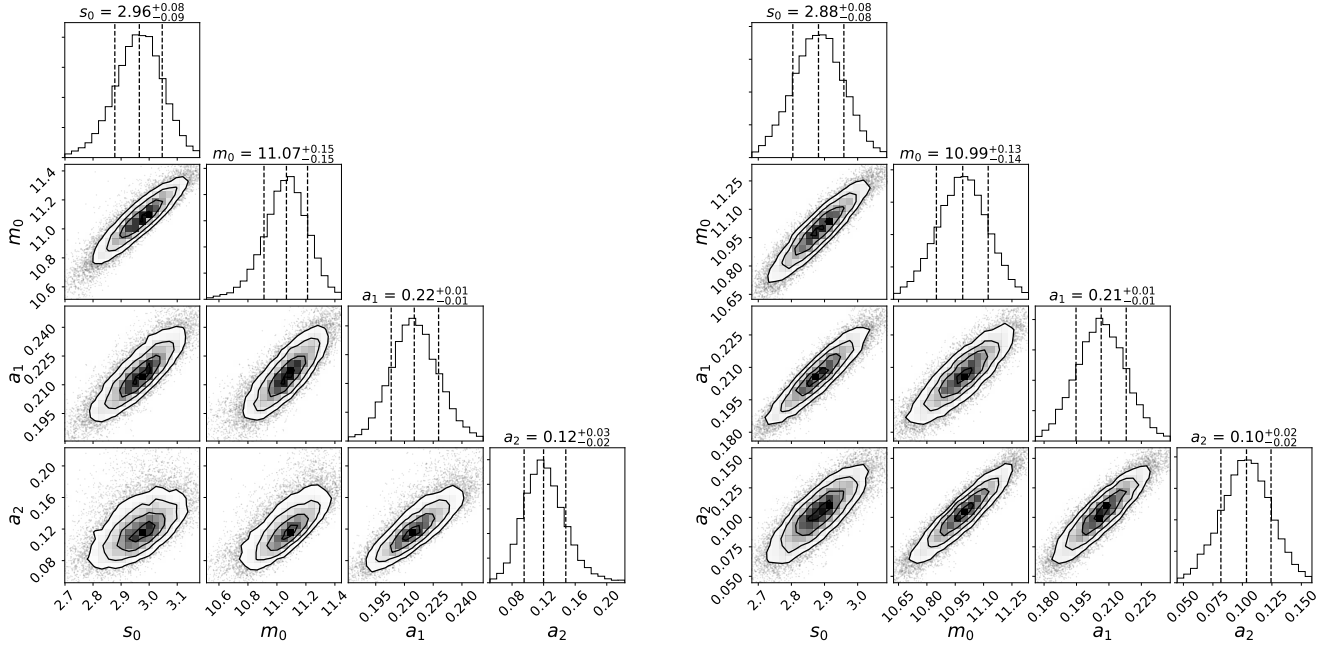 s₀ = 2.96^{+0.08}_{-0.09}
m₀ = 11.07^{+0.15}_{-0.15}
a₁ = 0.22^{+0.01}_{-0.01}
a₂ = 0.12^{+0.03}_{-0.02}
m₀
11.4
11.2
11.0
10.8
10.6
a₁
0.240
0.225
0.210
0.195
a₂
0.20
0.16
0.12
0.08
2.7 2.8 2.9 3.0 3.1
10.6 10.8 11.0 11.2 11.4
0.195 0.210 0.225 0.240
0.08 0.12 0.16 0.20
s₀ m₀ a₁ a₂
s₀ = 2.88^{+0.08}_{-0.08}
m₀ = 10.99^{+0.13}_{-0.14}
a₁ = 0.21^{+0.01}_{-0.01}
a₂ = 0.10^{+0.02}_{-0.02}
m₀
11.25
11.10
10.95
10.80
10.65
a₁
0.225
0.210
0.195
0.180
a₂
0.150
0.125
0.100
0.075
0.050
2.7 2.8 2.9 3.0
10.65 10.80 10.95 11.10 11.25
0.180 0.195 0.210 0.225
0.050 0.075 0.100 0.125 0.150
s₀ m₀ a₁ a₂